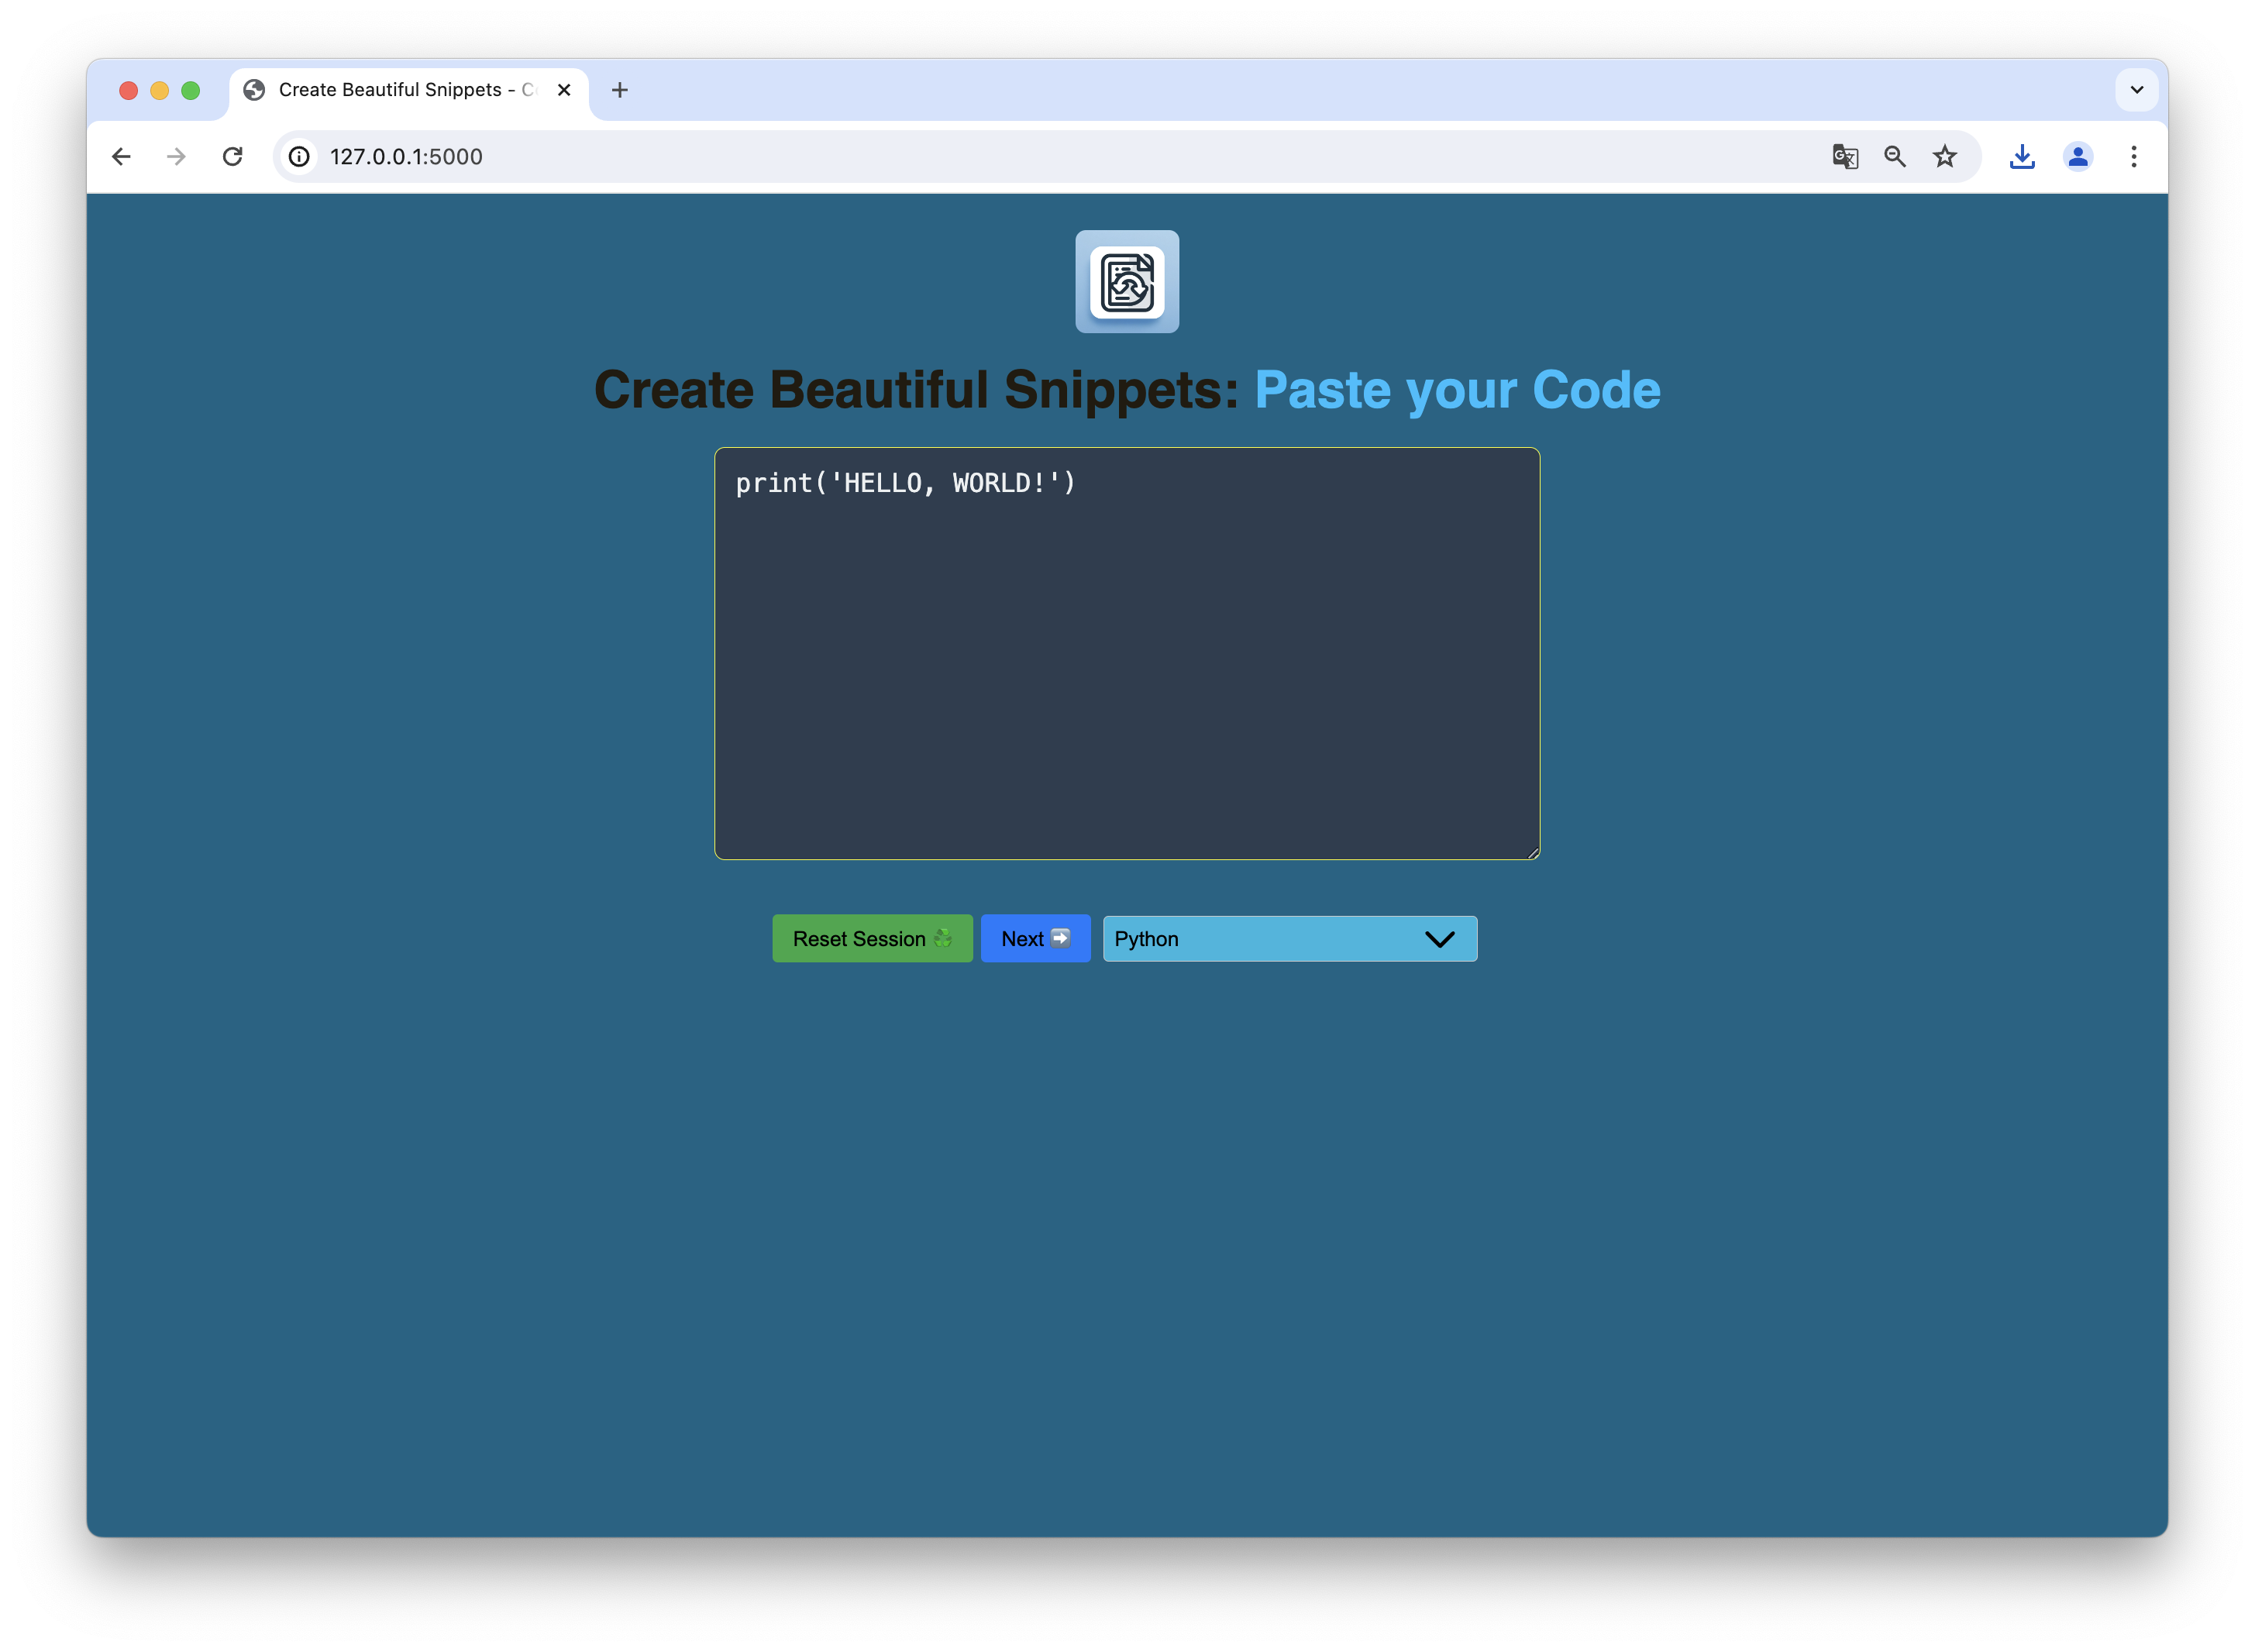 Create Beautiful Snippets - C
127.0.0.1:5000
Create Beautiful Snippets: Paste your Code
print('HELLO, WORLD!')
Reset Session ♻️ Next ➡️ Python